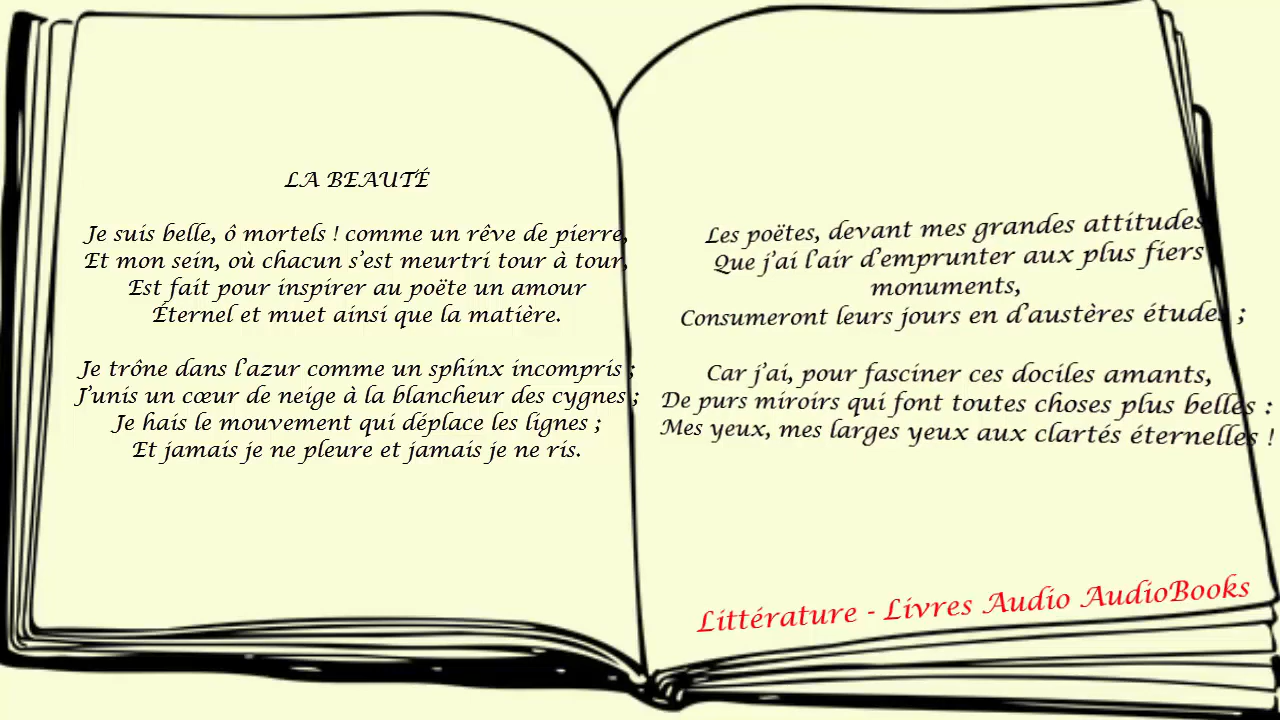 LA BEAUTÉ
Je suis belle, ô mortels ! comme un rêve de pierre,
Et mon sein, où chacun s'est meurtri tour à tour,
Est fait pour inspirer au poëte un amour
Éternel et muet ainsi que la matière.
Je trône dans l'azur comme un sphinx incompris ;
J'unis un cœur de neige à la blancheur des cygnes ;
Je hais le mouvement qui déplace les lignes ;
Et jamais je ne pleure et jamais je ne ris.
Les poëtes, devant mes grandes attitudes
Que j'ai l'air d'emprunter aux plus fiers
monuments,
Consumeront leurs jours en d'austères études ;
Car j'ai, pour fasciner ces dociles amants,
De purs miroirs qui font toutes choses plus belles :
Mes yeux, mes larges yeux aux clartés éternelles !
Littérature - Livres Audio AudioBooks